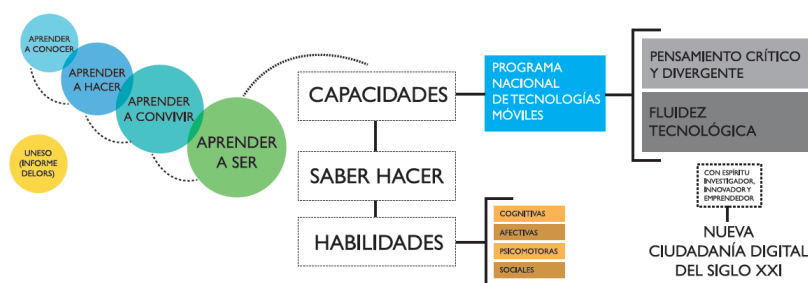 APRENDER
A CONOCER
APRENDER
A HACER
APRENDER
A CONVIVIR
APRENDER
A SER
UNESO
(INFORME
DELORS)
CAPACIDADES
SABER HACER
HABILIDADES
COGNITIVAS
AFECTIVAS
PSICOMOTORAS
SOCIALES
PROGRAMA
NACIONAL
DE TECNOLOGÍAS
MÓVILES
PENSAMIENTO CRÍTICO
Y DIVERGENTE
FLUIDEZ
TECNOLÓGICA
CON ESPÍRITU
INVESTIGADOR,
INNOVADOR Y
EMPRENDEDOR
NUEVA
CIUDADANÍA DIGITAL
DEL SIGLO XXI